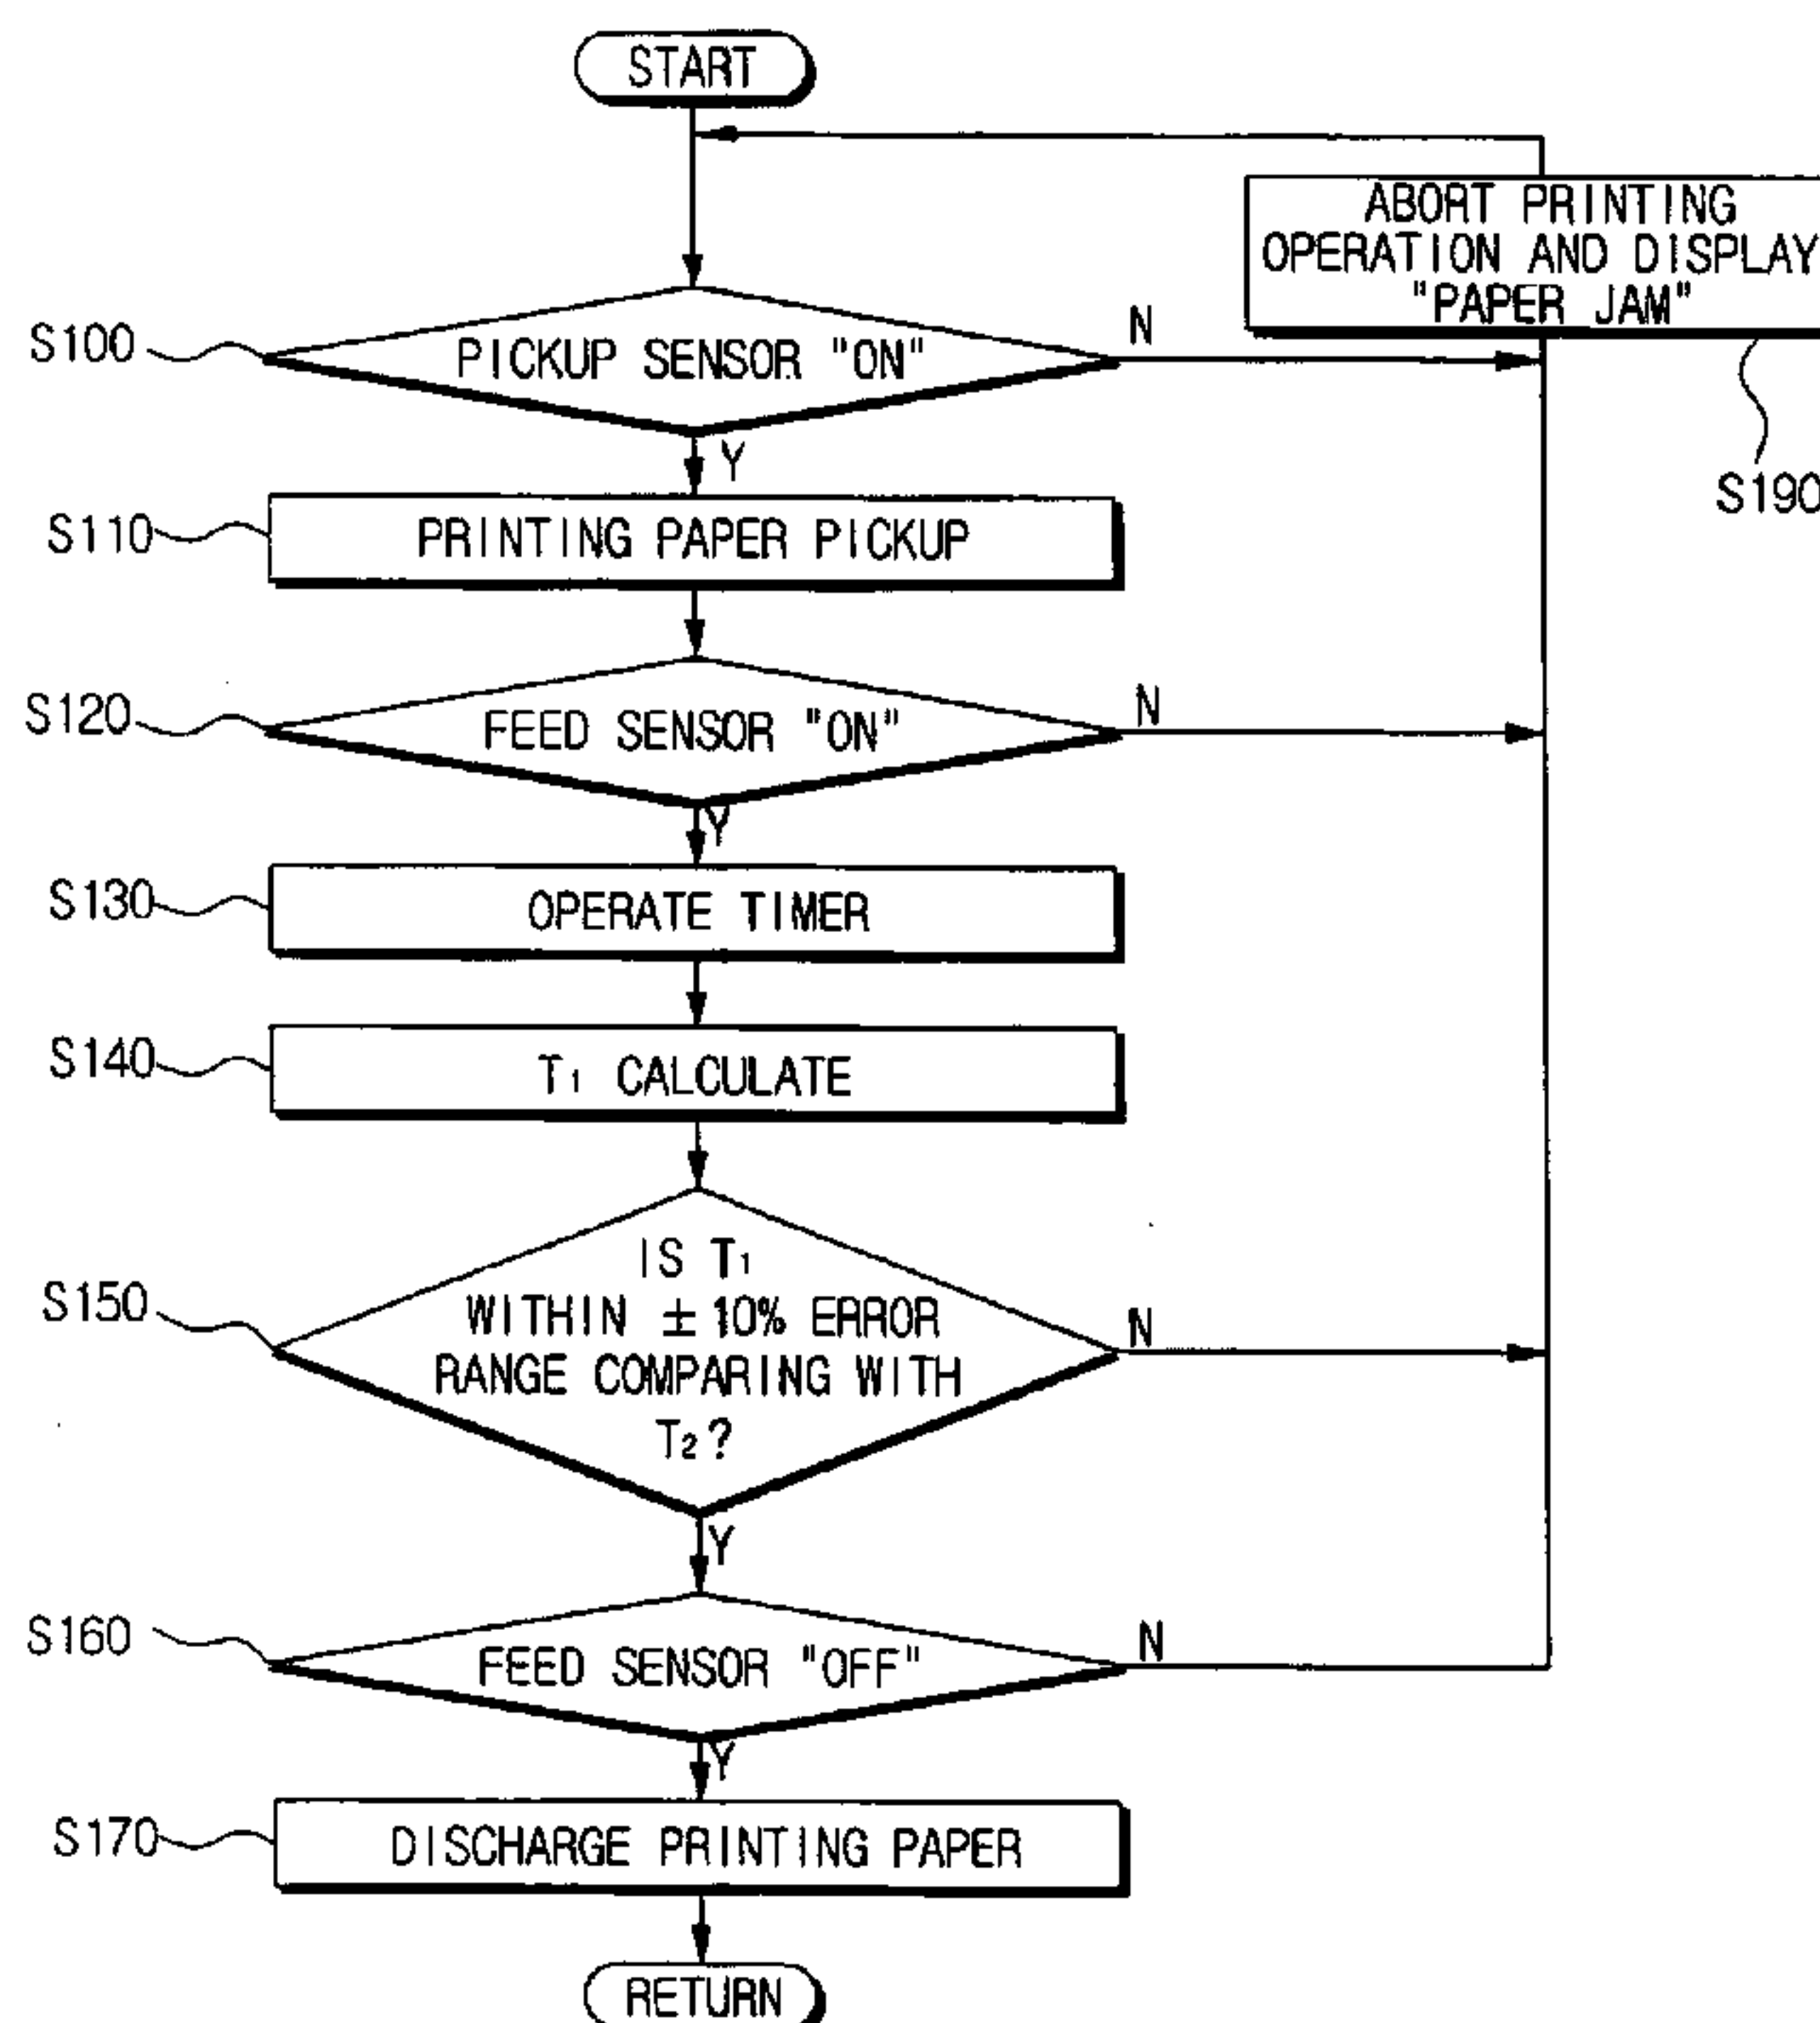 START
ABORT PRINTING
OPERATION AND DISPLAY
"PAPER JAM"
S190
S100
PICKUP SENSOR "ON"
N
Y
S110
PRINTING PAPER PICKUP
S120
FEED SENSOR "ON"
N
Y
S130
OPERATE TIMER
S140
T₁ CALCULATE
S150
IS T₁
WITHIN ± 10% ERROR
RANGE COMPARING WITH
T₂?
N
Y
S160
FEED SENSOR "OFF"
N
Y
S170
DISCHARGE PRINTING PAPER
RETURN